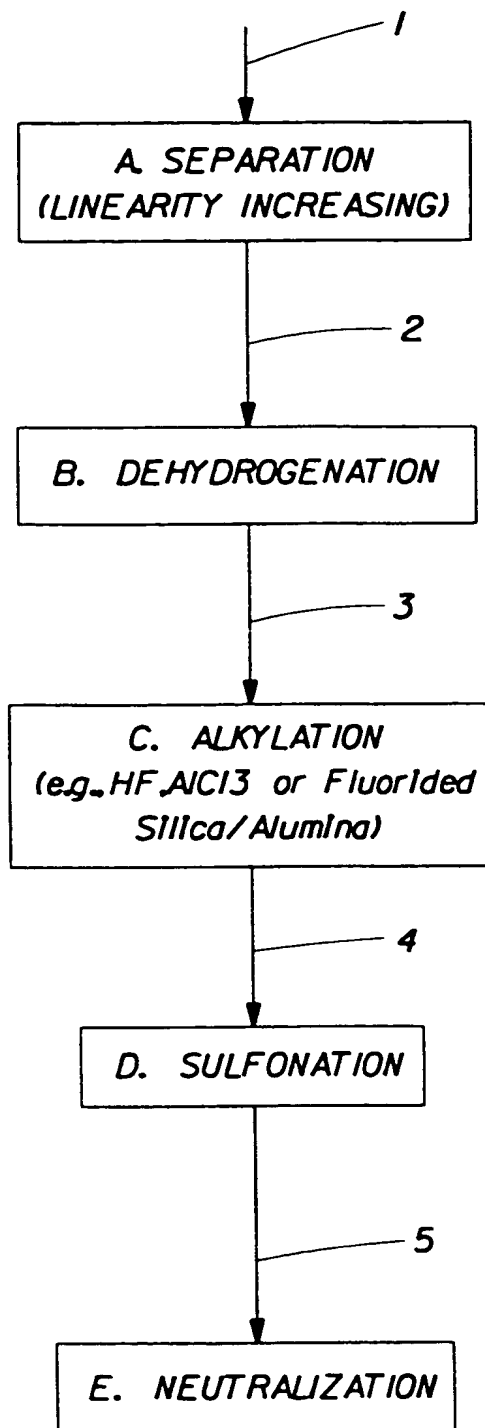 1
A. SEPARATION
(LINEARITY INCREASING)
2
B. DEHYDROGENATION
3
C. ALKYLATION
(e.g., HF, AlCl3 or Fluorided
Silica/Alumina)
4
D. SULFONATION
5
E. NEUTRALIZATION